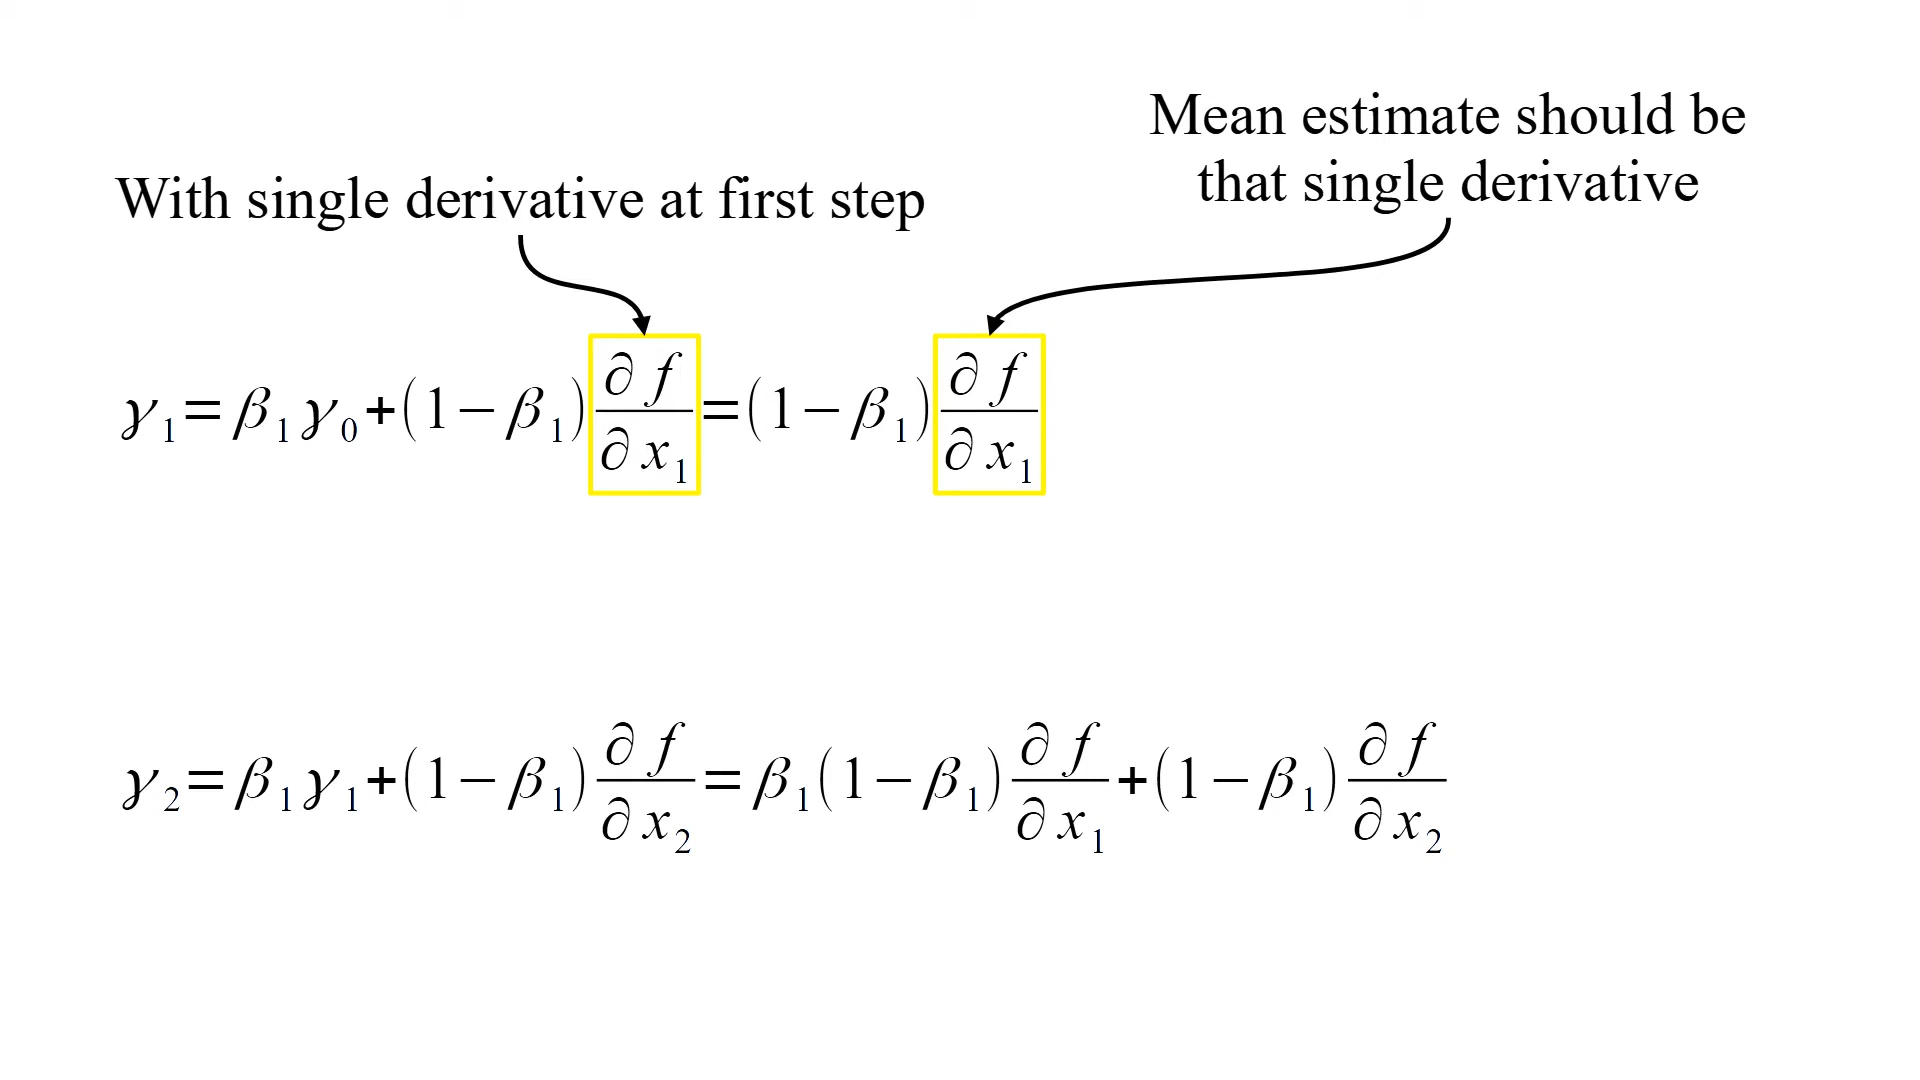 Mean estimate should be
that single derivative
With single derivative at first step
γ₁=β₁γ₀+(1−β₁)∂f/∂x₁=(1−β₁)∂f/∂x₁
γ₂=β₁γ₁+(1−β₁)∂f/∂x₂=β₁(1−β₁)∂f/∂x₁+(1−β₁)∂f/∂x₂